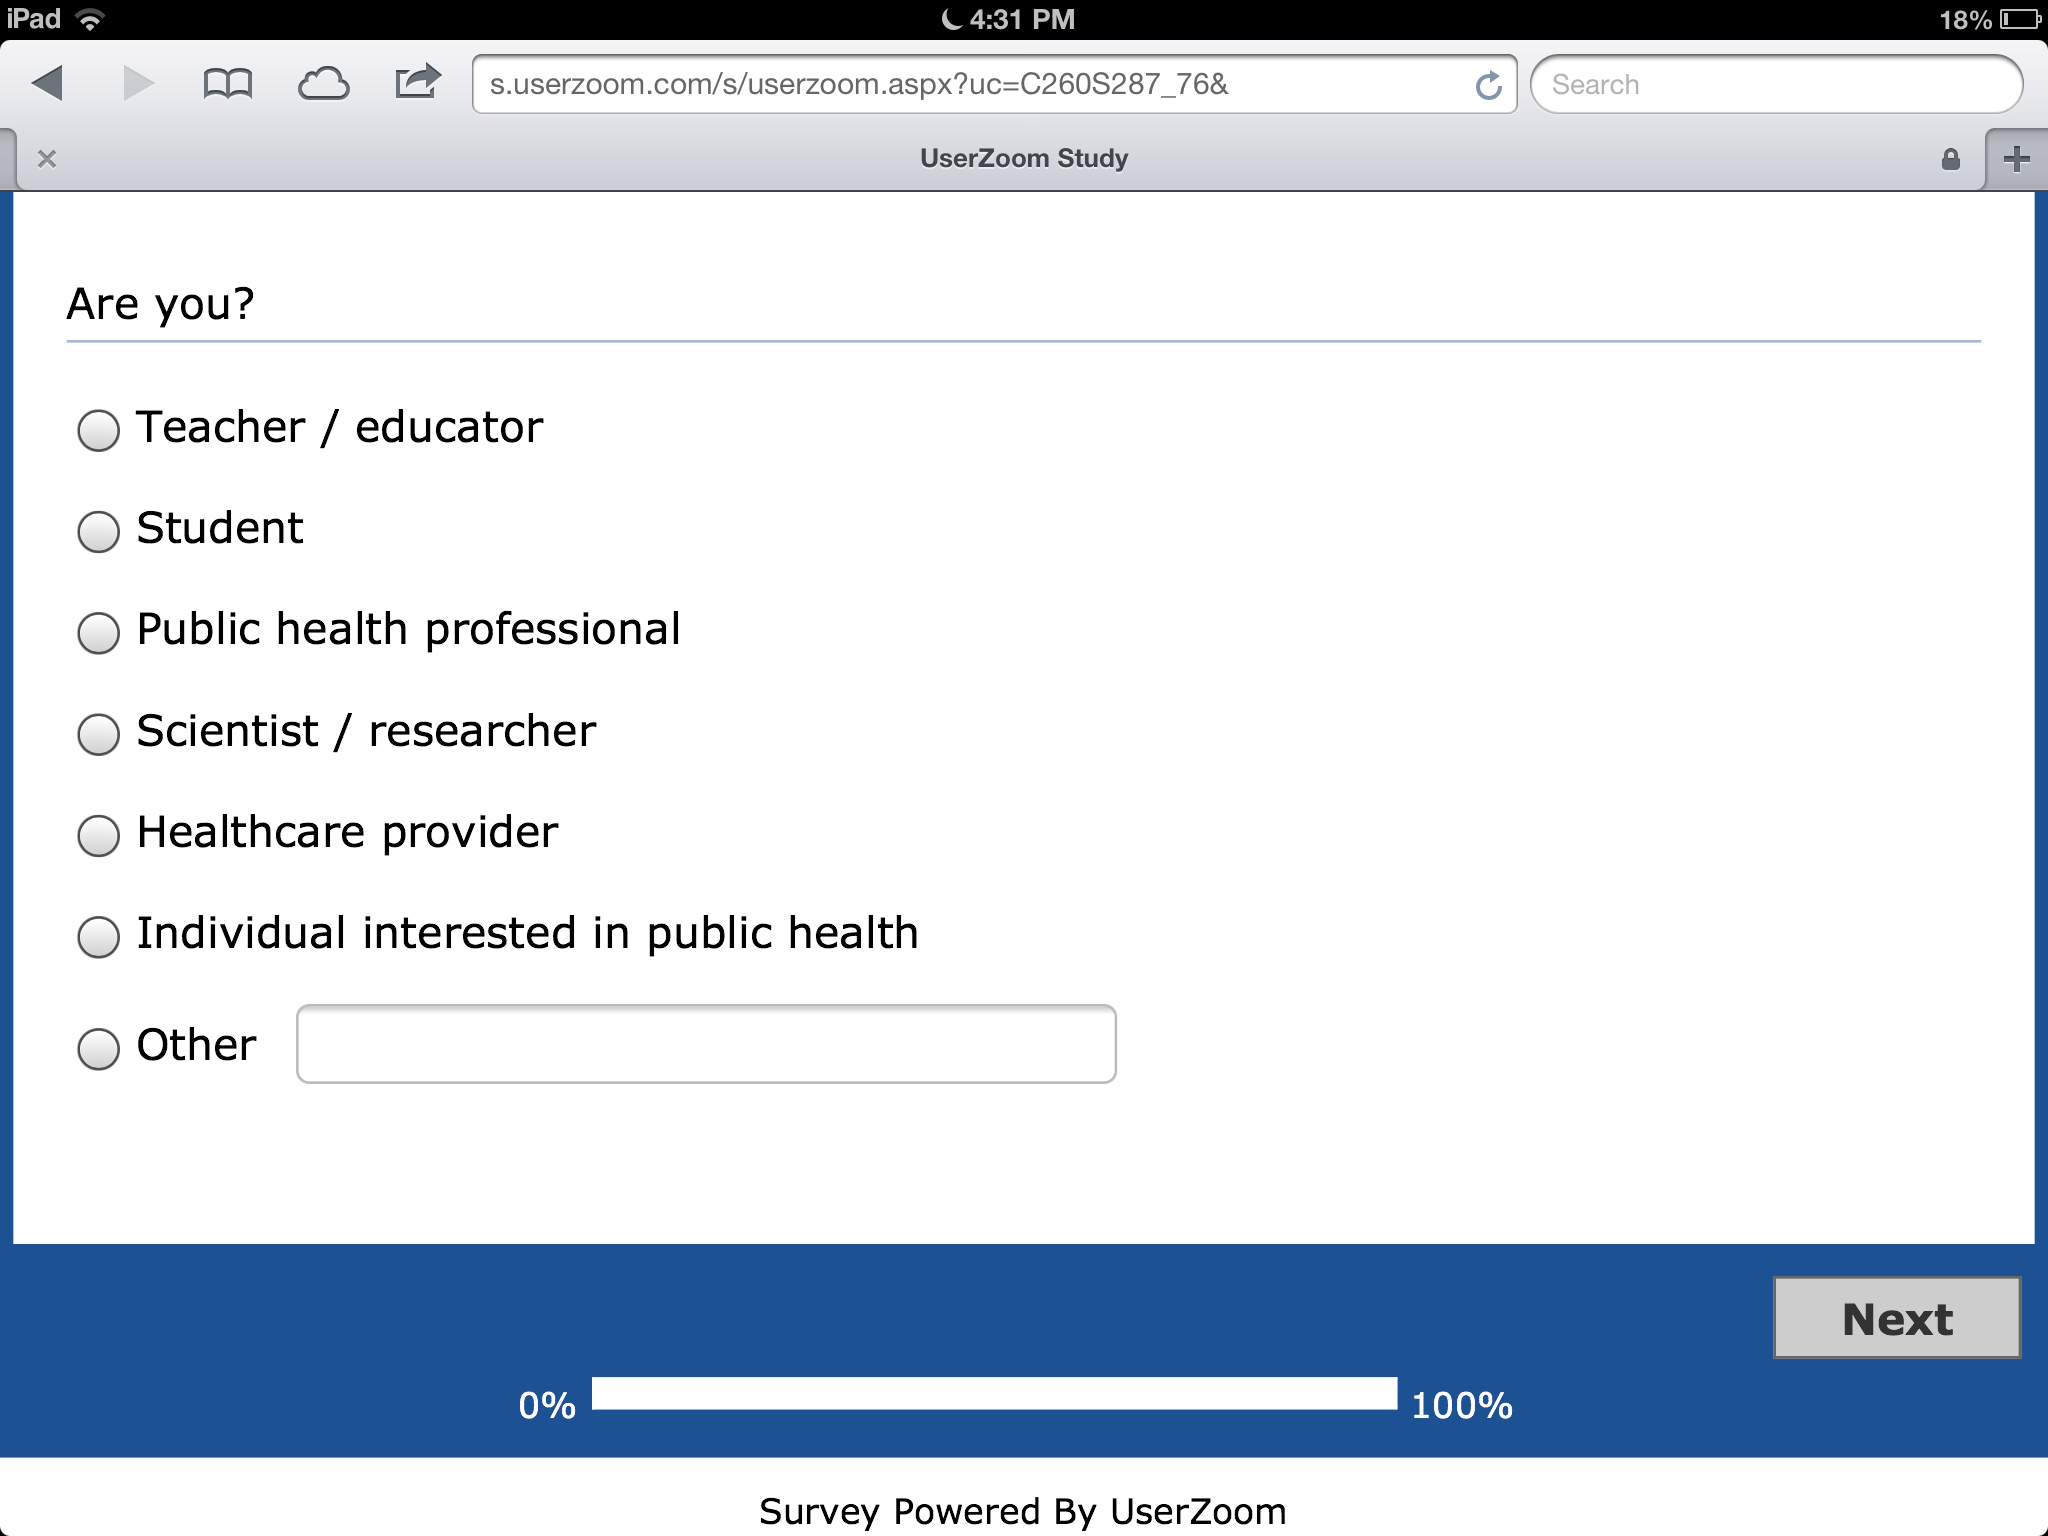 iPad 4:31 PM 18%
s.userzoom.com/s/userzoom.aspx?uc=C260S287_76& Search
UserZoom Study
Are you?
Teacher / educator
Student
Public health professional
Scientist / researcher
Healthcare provider
Individual interested in public health
Other
Next
0% 100%
Survey Powered By UserZoom